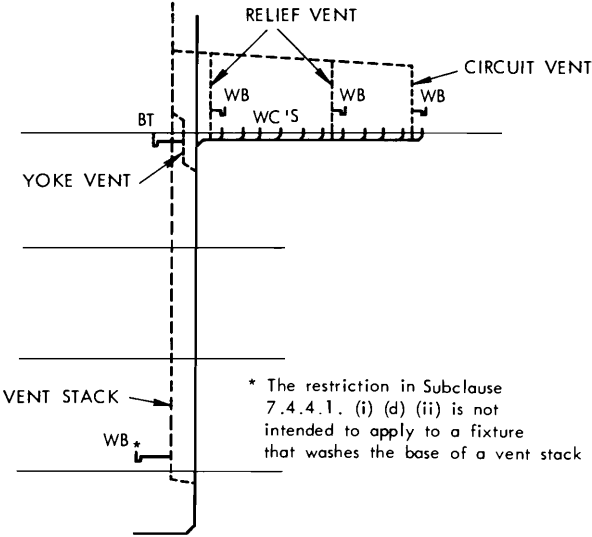 RELIEF VENT
CIRCUIT VENT
WB
WB
WB
WC'S
BT
YOKE VENT
VENT STACK
* The restriction in Subclause
7.4.4.1. (i) (d) (ii) is not
intended to apply to a fixture
that washes the base of a vent stack
WB*